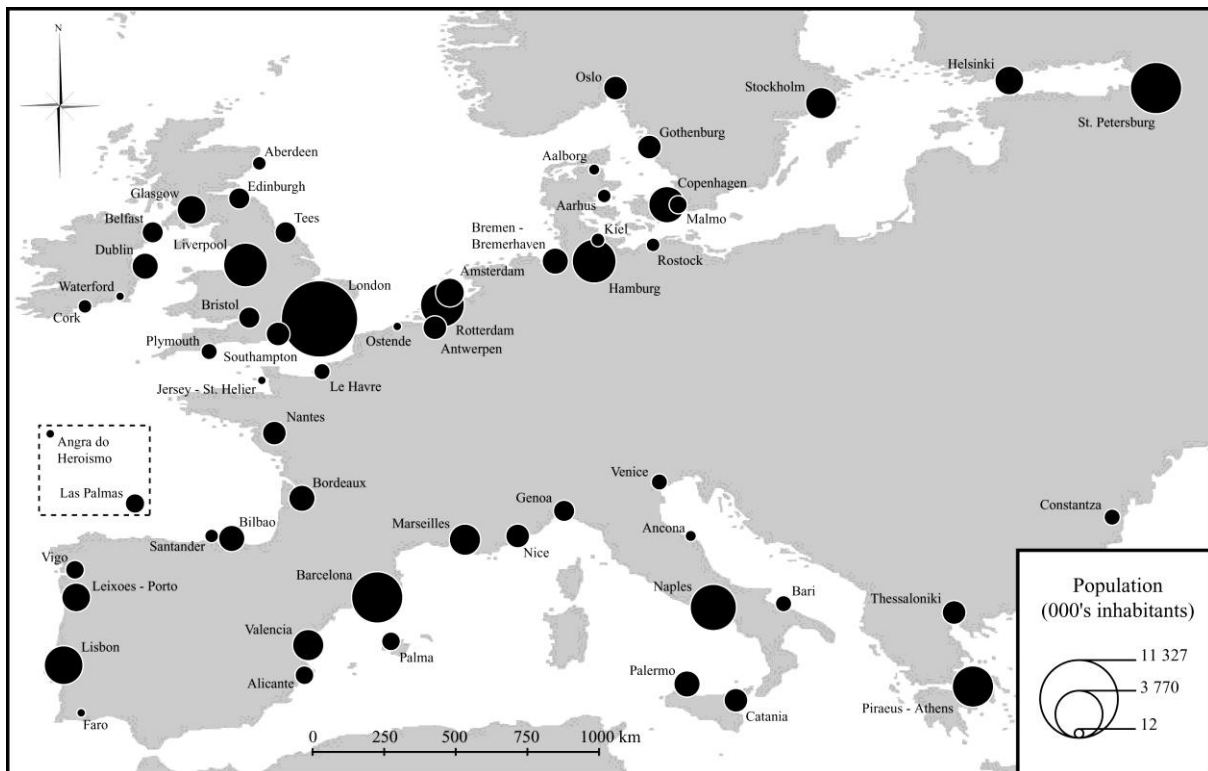 N
Helsinki
Oslo
Stockholm
St. Petersburg
Gothenburg
Aberdeen
Aalborg
Edinburgh
Copenhagen
Glasgow
Aarhus
Belfast
Tees
Malmo
Bremen -
Bremerhaven
Kiel
Dublin
Liverpool
Rostock
Amsterdam
Waterford
London
Hamburg
Bristol
Cork
Rotterdam
Ostende
Plymouth
Antwerpen
Southampton
Jersey - St. Helier
Le Havre
Nantes
Angra do
Heroismo
Venice
Las Palmas
Bordeaux
Genoa
Constantza
Bilbao
Marseilles
Ancona
Santander
Nice
Vigo
Barcelona
Leixoes - Porto
Naples
Bari
Thessaloniki
Population
(000's inhabitants)
Valencia
Lisbon
Palma
11 327
Palermo
Alicante
3 770
Catania
Piraeus - Athens
Faro
12
0 250 500 1000 km